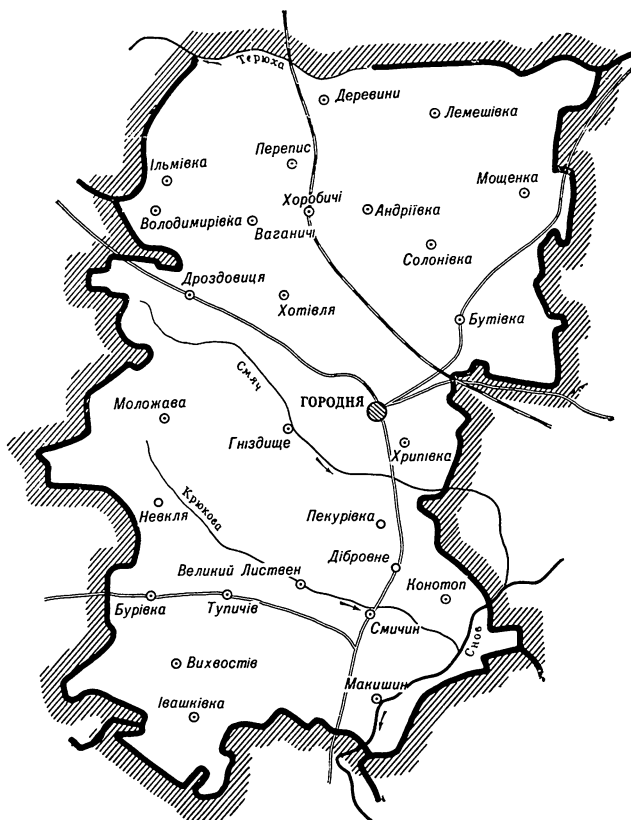 Терюха
Деревини
Лемешівка
Перепис
Ільмівка
Мощенка
Хоробичі
Андріївка
Володимирівка
Ваганичі
Солонівка
Дроздовиця
Хотівля
Бутівка
Смяч
ГОРОДНЯ
Моложава
Гніздище
Хрипівка
Крюкова
Невкля
Пекурівка
Дібровне
Великий Листвен
Конотоп
Бурівка
Тупичів
Смичин
Снов
Вихвостів
Макишин
Івашківка